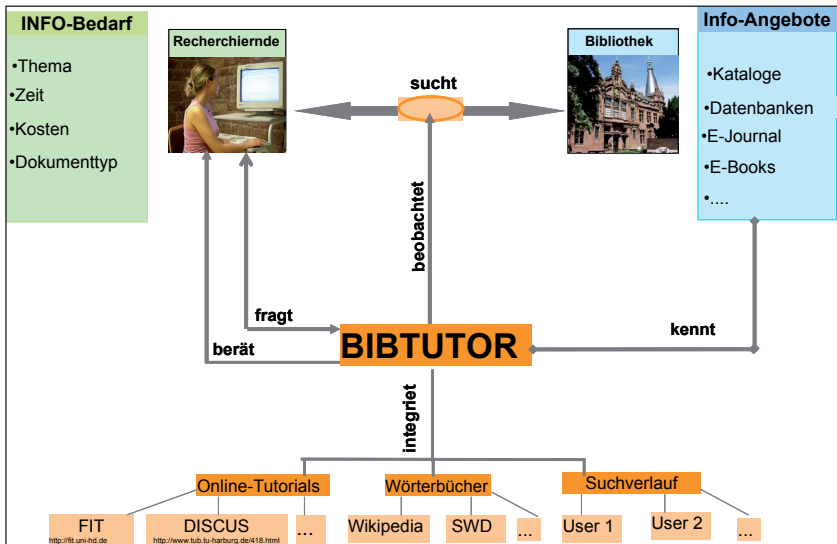 INFO-Bedarf
•Thema
•Zeit
•Kosten
•Dokumenttyp
Recherchiernde
sucht
Bibliothek
Info-Angebote
•Kataloge
•Datenbanken
•E-Journal
•E-Books
•....
beobachtet
fragt
berät
BIBTUTOR
kennt
integriet
Online-Tutorials
Wörterbücher
Suchverlauf
FIT
http://fit.uni-hd.de
DISCUS
http://www.tub.tu-harburg.de/418.html
...
Wikipedia
SWD
...
User 1
User 2
...